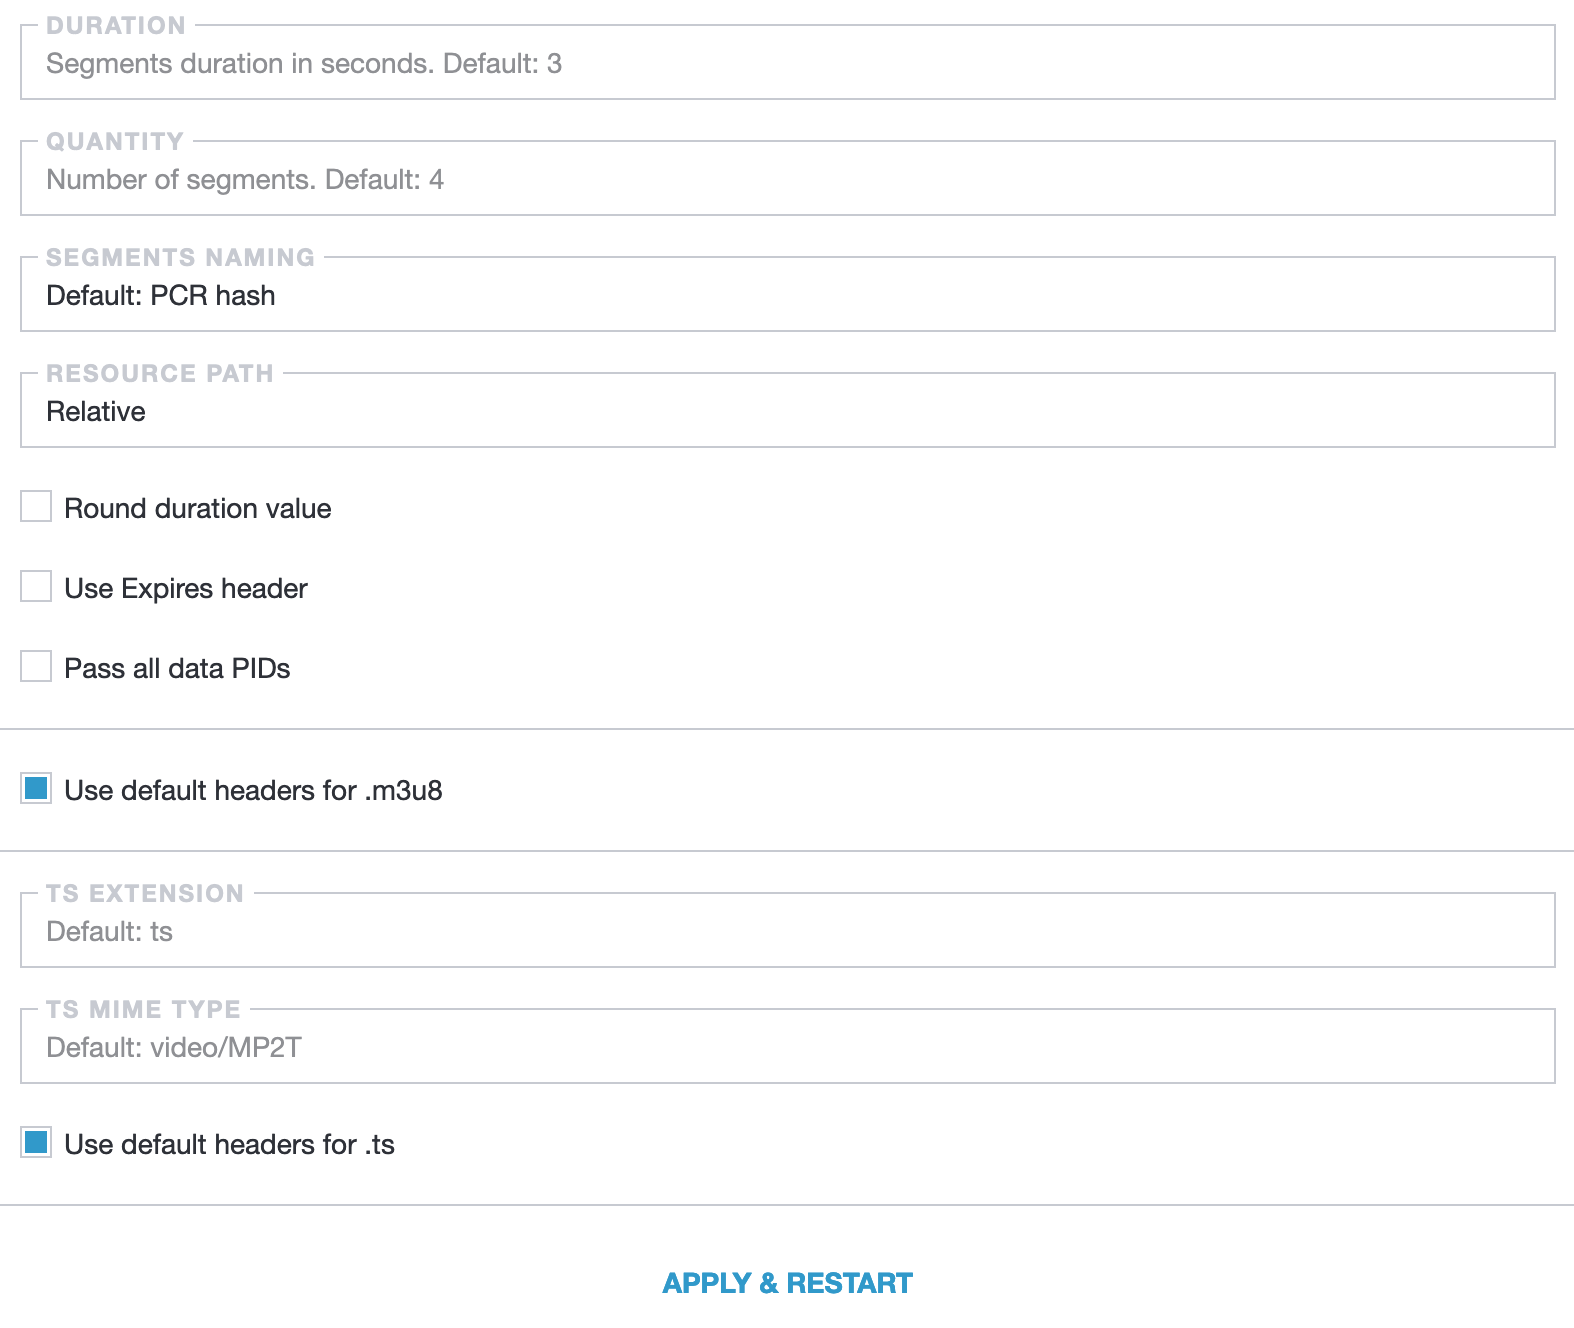 DURATION
Segments duration in seconds. Default: 3
QUANTITY
Number of segments. Default: 4
SEGMENTS NAMING
Default: PCR hash
RESOURCE PATH
Relative
Round duration value
Use Expires header
Pass all data PIDs
Use default headers for .m3u8
TS EXTENSION
Default: ts
TS MIME TYPE
Default: video/MP2T
Use default headers for .ts
APPLY & RESTART